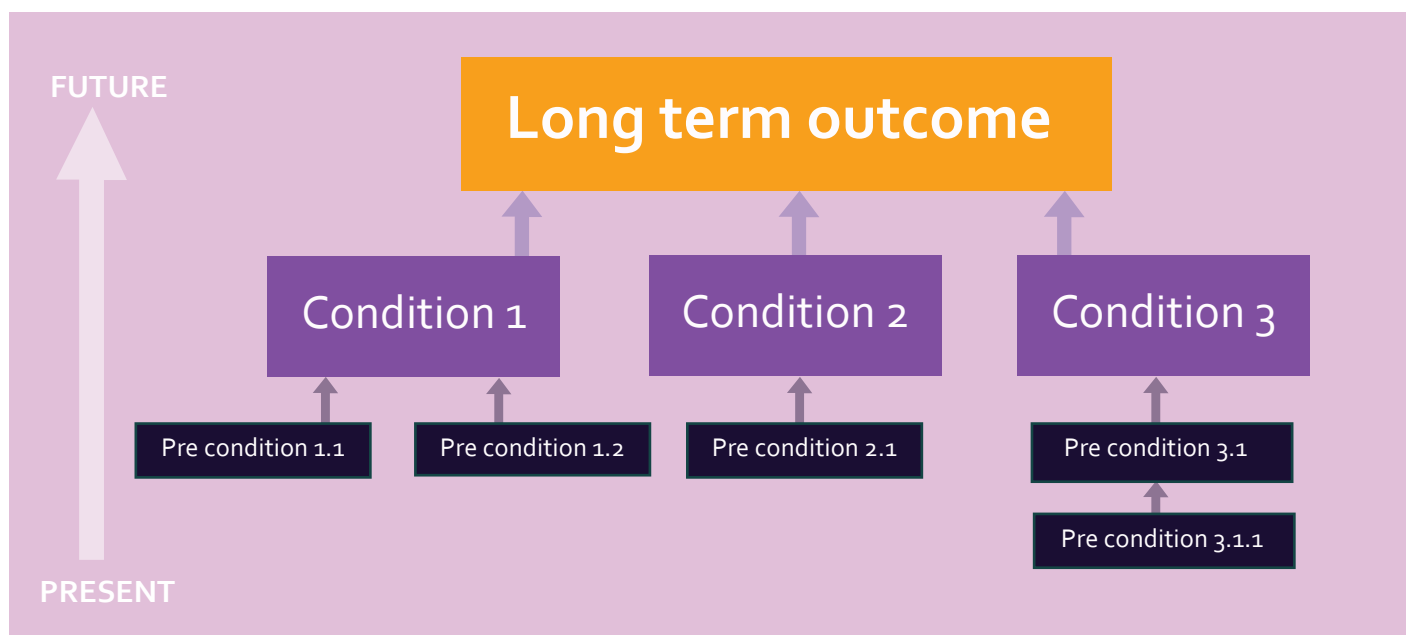 FUTURE
Long term outcome
Condition 1
Condition 2
Condition 3
Pre condition 1.1
Pre condition 1.2
Pre condition 2.1
Pre condition 3.1
Pre condition 3.1.1
PRESENT